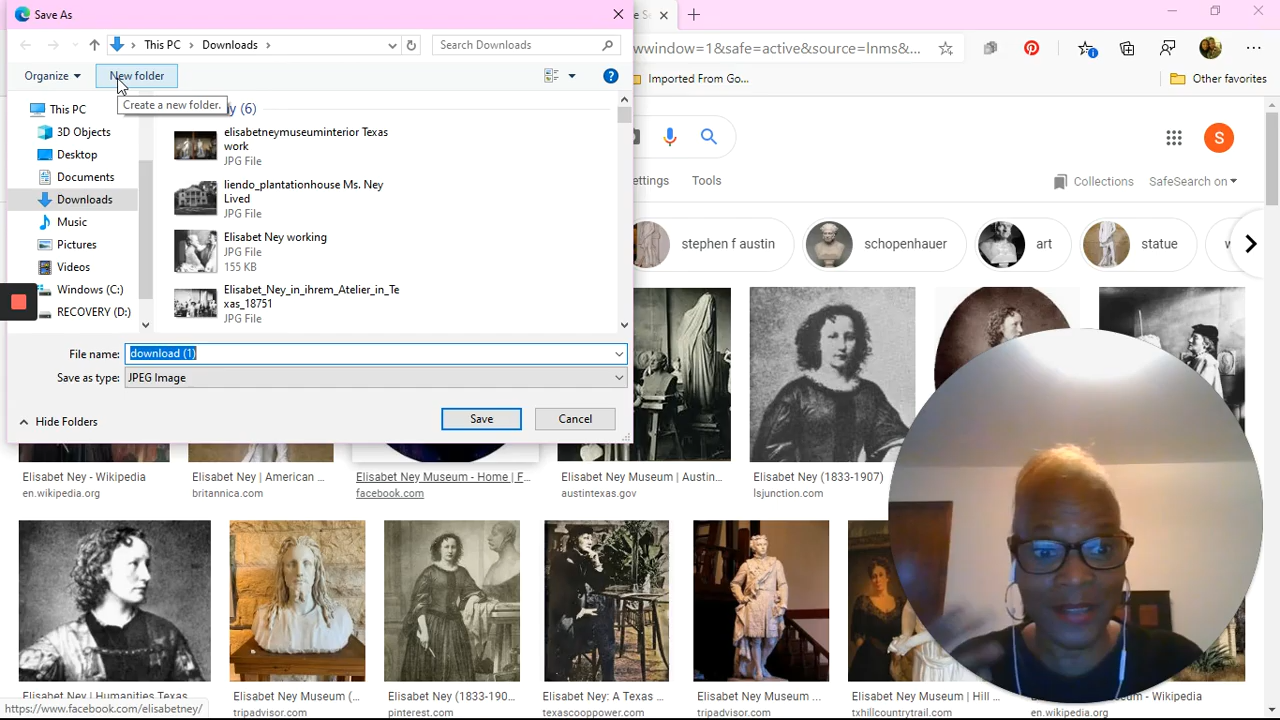 Save As
This PC
Downloads
Search Downloads
wwindow=1&safe=active&source=lnms&...
Organize
New folder
Create a new folder.
Imported From Go...
Other favorites
y (6)
This PC
3D Objects
Desktop
Documents
Downloads
Music
Pictures
Videos
Windows (C:)
RECOVERY (D:)
elisabetneymuseuminterior Texas
work
JPG File
liendo_plantationhouse Ms. Ney
Lived
JPG File
Elisabet Ney working
JPG File
155 KB
Elisabet_Ney_in_ihrem_Atelier_in_Te
xas_18751
JPG File
File name:
download (1)
Save as type:
JPEG Image
Hide Folders
Save
Cancel
S
ettings
Tools
Collections
SafeSearch on
stephen f austin
schopenhauer
art
statue
w
Elisabet Ney - Wikipedia
en.wikipedia.org
Elisabet Ney | American ...
britannica.com
Elisabet Ney Museum - Home | F...
facebook.com
Elisabet Ney Museum | Austin...
austintexas.gov
Elisabet Ney (1833-1907)
lsjunction.com
Elisabet Ney | Humanities Texas
Elisabet Ney Museum (...
tripadvisor.com
Elisabet Ney (1833-190...
pinterest.com
Elisabet Ney: A Texas ...
texascooppower.com
Elisabet Ney Museum ...
tripadvisor.com
Elisabet Ney Museum | Hill
txhillcountrytrail.com
um - Wikipedia
en.wikipedia.org
https://www.facebook.com/elisabetney/